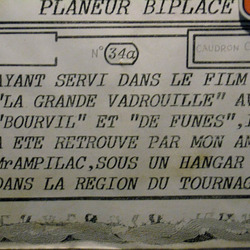 PLANEUR BIPLACE
N° 34a
CAUDRON C
AYANT SERVI DANS LE FILM
"LA GRANDE VADROUILLE" AV
"BOURVIL" ET "DE FUNES",
A ETE RETROUVE PAR MON AM
MrAMPILAC,SOUS UN HANGAR
DANS LA REGION DU TOURNAG